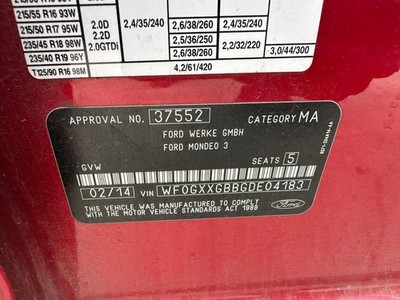 215/55 R16 93W
215/50 R17 95W
235/45 R18 98W
235/40 R19 96Y
T125/90 R16 98M
2.0D
2.2D
2.0GTDi
2,4/35/240
2,6/38/260
2,5/36/250
2,6/38/260
4,2/61/420
2,4/35/240
2,2/32/220
3,0/44/300
APPROVAL NO. 37552 CATEGORY MA
FORD WERKE GMBH
FORD MONDEO 3
GVW SEATS 5
02/14 VIN WF0GXXGBBGDE04183
THIS VEHICLE WAS MANUFACTURED TO COMPLY
WITH THE MOTOR VEHICLE STANDARDS ACT 1989
Ford